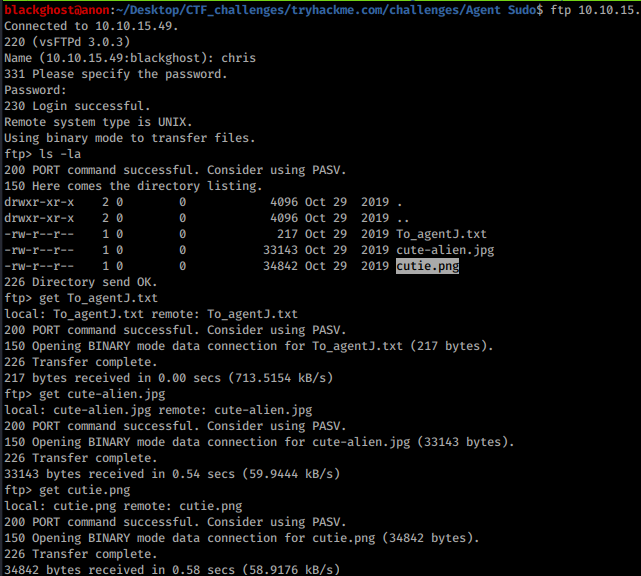 blackghost@anon:~/Desktop/CTF_challenges/tryhackme.com/challenges/Agent Sudo$ ftp 10.10.15.
Connected to 10.10.15.49.
220 (vsFTPd 3.0.3)
Name (10.10.15.49:blackghost): chris
331 Please specify the password.
Password:
230 Login successful.
Remote system type is UNIX.
Using binary mode to transfer files.
ftp> ls -la
200 PORT command successful. Consider using PASV.
150 Here comes the directory listing.
drwxr-xr-x    2 0        0            4096 Oct 29  2019 .
drwxr-xr-x    2 0        0            4096 Oct 29  2019 ..
-rw-r--r--    1 0        0             217 Oct 29  2019 To_agentJ.txt
-rw-r--r--    1 0        0           33143 Oct 29  2019 cute-alien.jpg
-rw-r--r--    1 0        0           34842 Oct 29  2019 cutie.png
226 Directory send OK.
ftp> get To_agentJ.txt
local: To_agentJ.txt remote: To_agentJ.txt
200 PORT command successful. Consider using PASV.
150 Opening BINARY mode data connection for To_agentJ.txt (217 bytes).
226 Transfer complete.
217 bytes received in 0.00 secs (713.5154 kB/s)
ftp> get cute-alien.jpg
local: cute-alien.jpg remote: cute-alien.jpg
200 PORT command successful. Consider using PASV.
150 Opening BINARY mode data connection for cute-alien.jpg (33143 bytes).
226 Transfer complete.
33143 bytes received in 0.54 secs (59.9444 kB/s)
ftp> get cutie.png
local: cutie.png remote: cutie.png
200 PORT command successful. Consider using PASV.
150 Opening BINARY mode data connection for cutie.png (34842 bytes).
226 Transfer complete.
34842 bytes received in 0.58 secs (58.9176 kB/s)